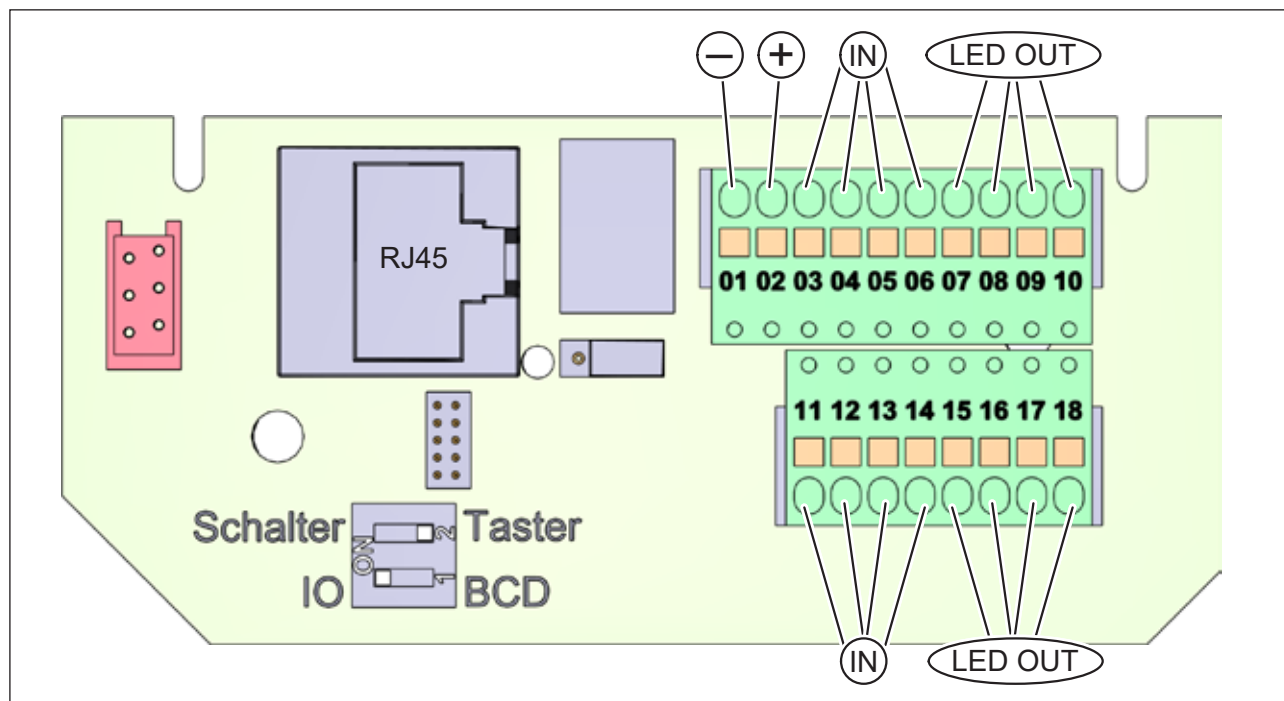 − + IN LED OUT
RJ45
01 02 03 04 05 06 07 08 09 10
11 12 13 14 15 16 17 18
Schalter ON 2 Taster
IO 1 BCD
IN LED OUT